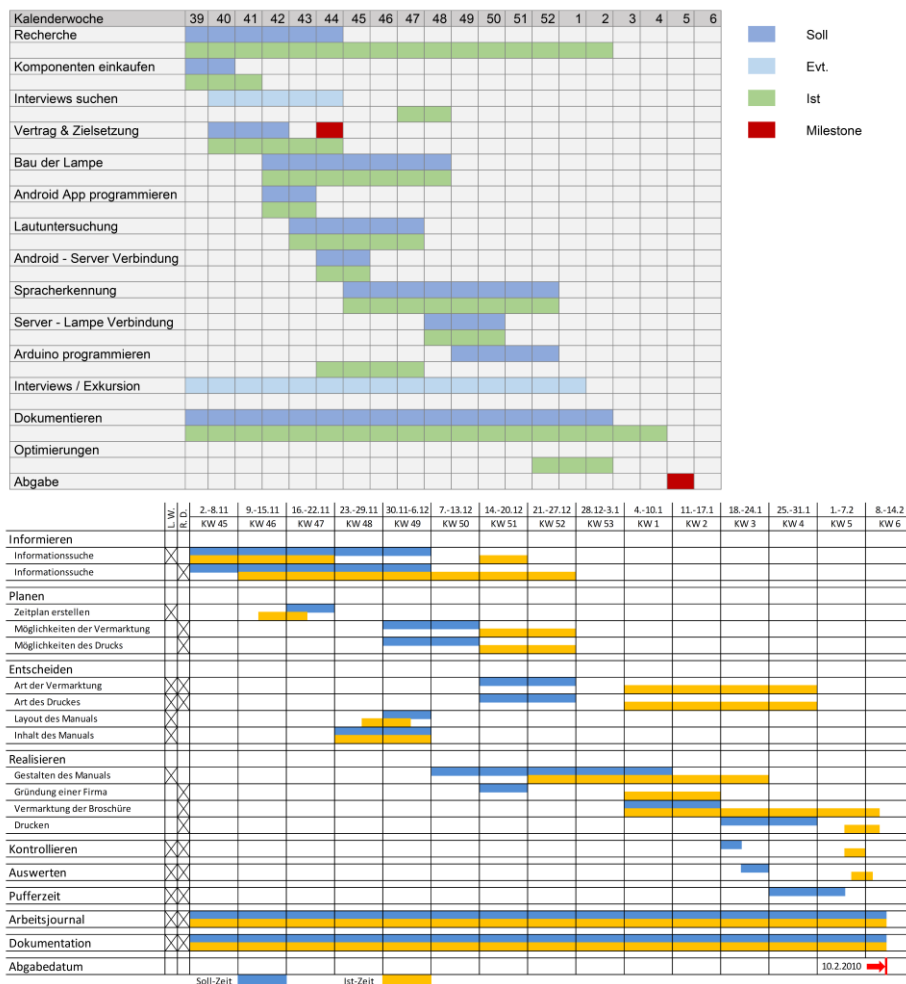 Kalenderwoche 39 40 41 42 43 44 45 46 47 48 49 50 51 52 1 2 3 4 5 6
Recherche
Komponenten einkaufen
Interviews suchen
Vertrag & Zielsetzung
Bau der Lampe
Android App programmieren
Lautuntersuchung
Android - Server Verbindung
Spracherkennung
Server - Lampe Verbindung
Arduino programmieren
Interviews / Exkursion
Dokumentieren
Optimierungen
Abgabe
Soll
Evt.
Ist
Milestone
L. W. R. D. 2.-8.11 9.-15.11 16.-22.11 23.-29.11 30.11-6.12 7.-13.12 14.-20.12 21.-27.12 28.12-3.1 4.-10.1 11.-17.1 18.-24.1 25.-31.1 1.-7.2 8.-14.2
KW 45 KW 46 KW 47 KW 48 KW 49 KW 50 KW 51 KW 52 KW 53 KW 1 KW 2 KW 3 KW 4 KW 5 KW 6
Informieren
Informationssuche
Informationssuche
Planen
Zeitplan erstellen
Möglichkeiten der Vermarktung
Möglichkeiten des Drucks
Entscheiden
Art der Vermarktung
Art des Druckes
Layout des Manuals
Inhalt des Manuals
Realisieren
Gestalten des Manuals
Gründung einer Firma
Vermarktung der Broschüre
Drucken
Kontrollieren
Auswerten
Pufferzeit
Arbeitsjournal
Dokumentation
Abgabedatum 10.2.2010
Soll-Zeit Ist-Zeit